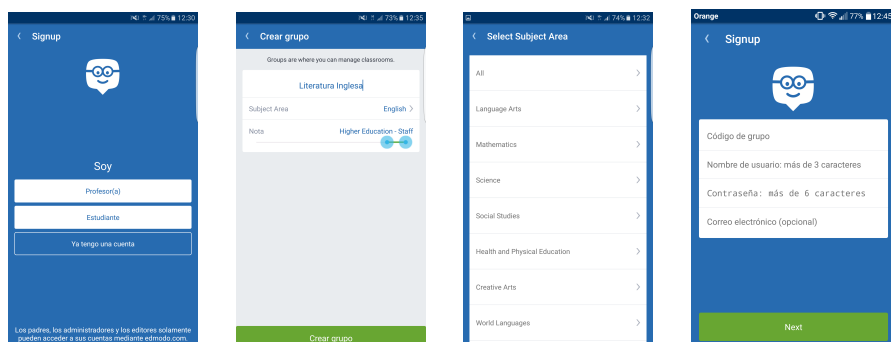 75% 12:30
Signup
Soy
Profesor(a)
Estudiante
Ya tengo una cuenta
Los padres, los administradores y los editores solamente
pueden acceder a sus cuentas mediante edmodo.com.
73% 12:35
Crear grupo
Groups are where you can manage classrooms.
Literatura Inglesa
Subject Area English
Nota Higher Education - Staff
Crear grupo
74% 12:32
Select Subject Area
All
Language Arts
Mathematics
Science
Social Studies
Health and Physical Education
Creative Arts
World Languages
Orange 77% 12:45
Signup
Código de grupo
Nombre de usuario: más de 3 caracteres
Contraseña: más de 6 caracteres
Correo electrónico (opcional)
Next